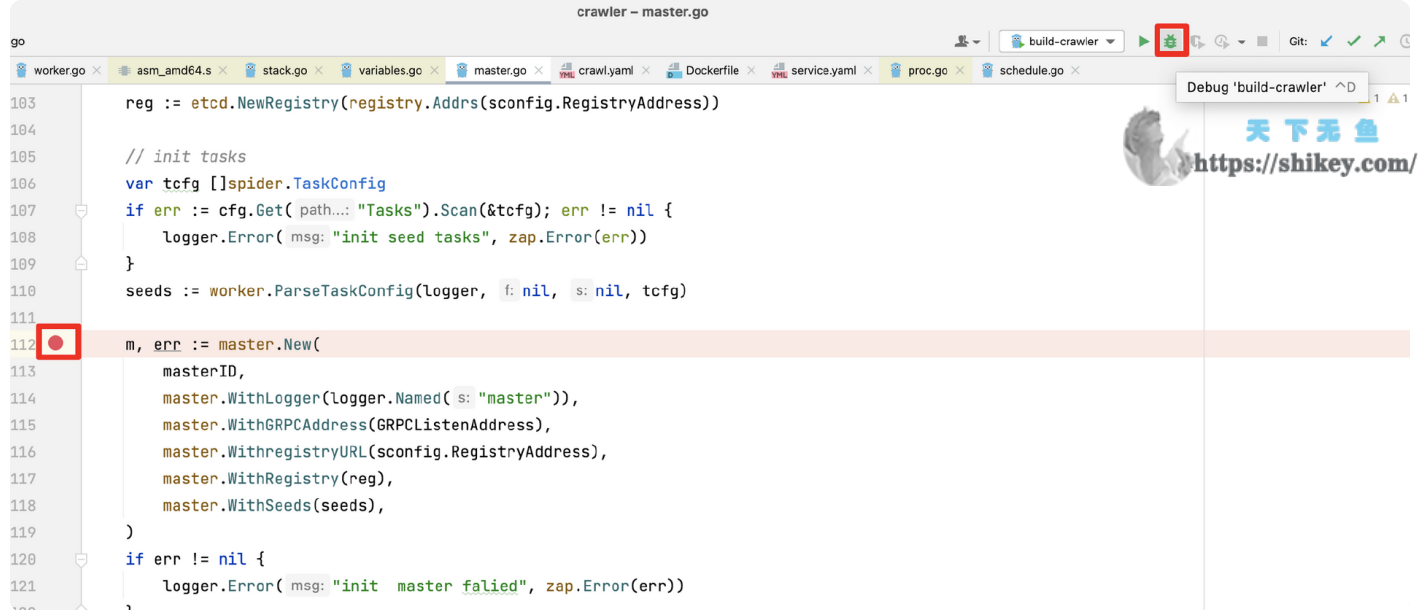 crawler – master.go
go build-crawler Git:
worker.go asm_amd64.s stack.go variables.go master.go crawl.yaml Dockerfile service.yaml proc.go schedule.go
Debug 'build-crawler' ^D
1 1
天下无鱼
https://shikey.com/
103 reg := etcd.NewRegistry(registry.Addrs(sconfig.RegistryAddress))
104
105 // init tasks
106 var tcfg []spider.TaskConfig
107 if err := cfg.Get( path...: "Tasks").Scan(&tcfg); err != nil {
108 logger.Error( msg: "init seed tasks", zap.Error(err))
109 }
110 seeds := worker.ParseTaskConfig(logger, f: nil, s: nil, tcfg)
111
112 m, err := master.New(
113 masterID,
114 master.WithLogger(logger.Named( s: "master")),
115 master.WithGRPCAddress(GRPCListenAddress),
116 master.WithregistryURL(sconfig.RegistryAddress),
117 master.WithRegistry(reg),
118 master.WithSeeds(seeds),
119 )
120 if err != nil {
121 logger.Error( msg: "init  master falied", zap.Error(err))